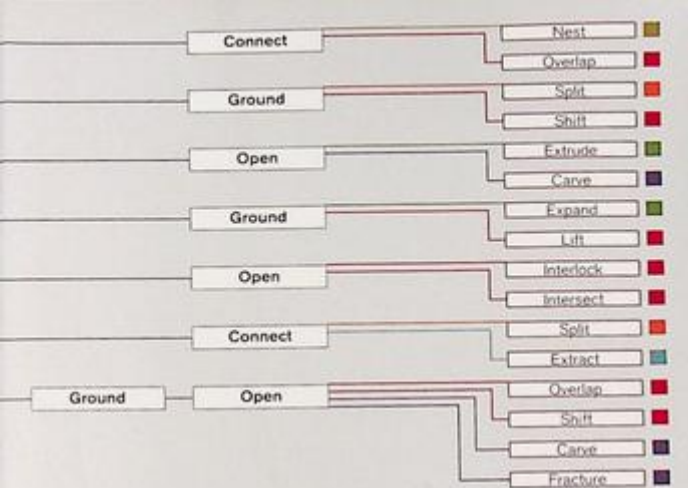 Connect
Nest
Overlap
Ground
Split
Shift
Open
Extrude
Carve
Ground
Expand
Lift
Open
Interlock
Intersect
Connect
Split
Extract
Ground
Open
Overlap
Shift
Carve
Fracture